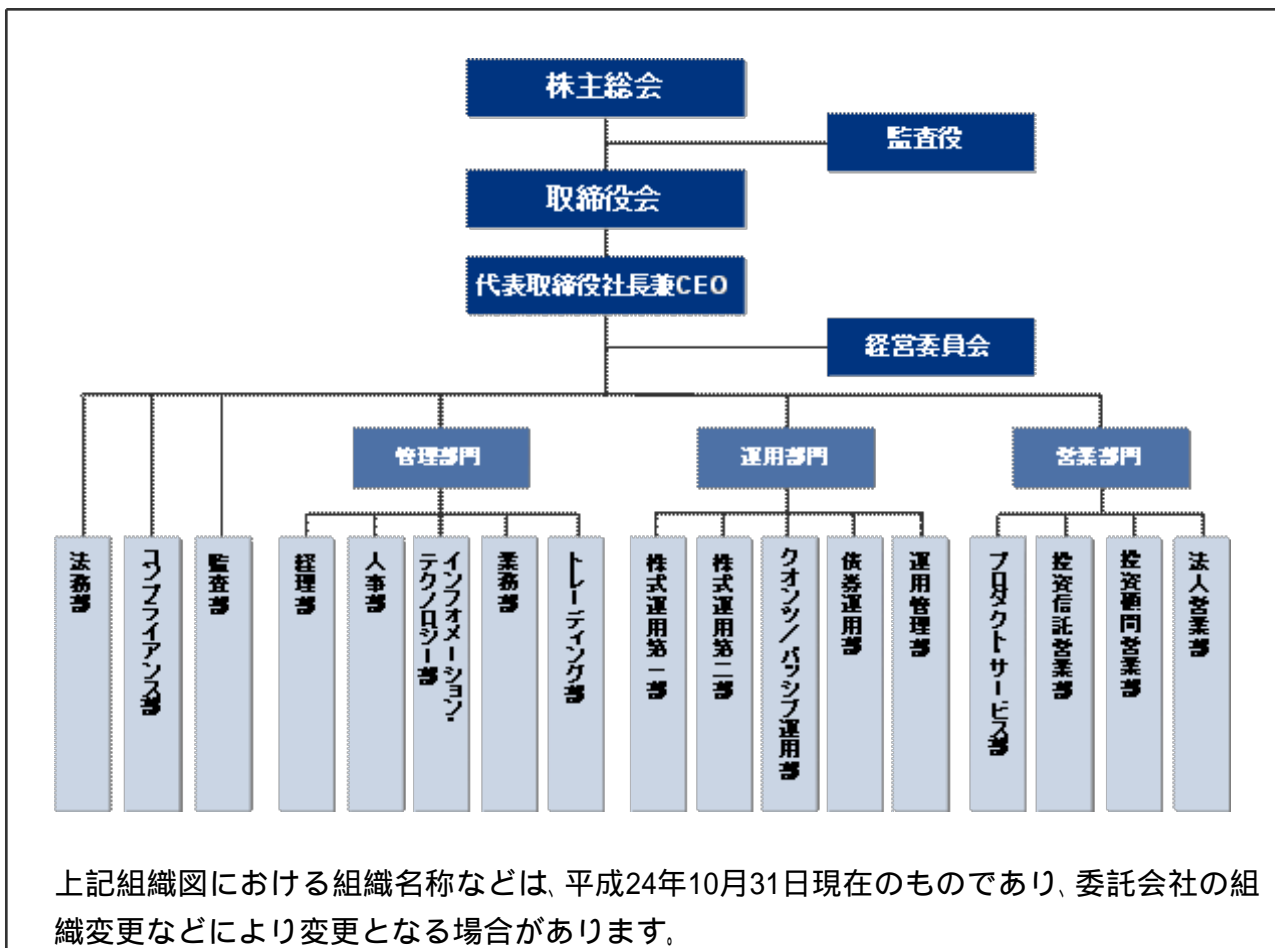 株主総会
監査役
取締役会
代表取締役社長兼CEO
経営委員会
管理部門
運用部門
営業部門
法務部
コンプライアンス部
監査部
経理部
人事部
インフォメーション・
テクノロジー部
業務部
トレーディング部
株式運用第一部
株式運用第二部
クオンツ／パッシブ運用部
債券運用部
運用管理部
プロダクトサービス部
投資信託営業部
投資顧問営業部
法人営業部
上記組織図における組織名称などは、平成24年10月31日現在のものであり、委託会社の組
織変更などにより変更となる場合があります。